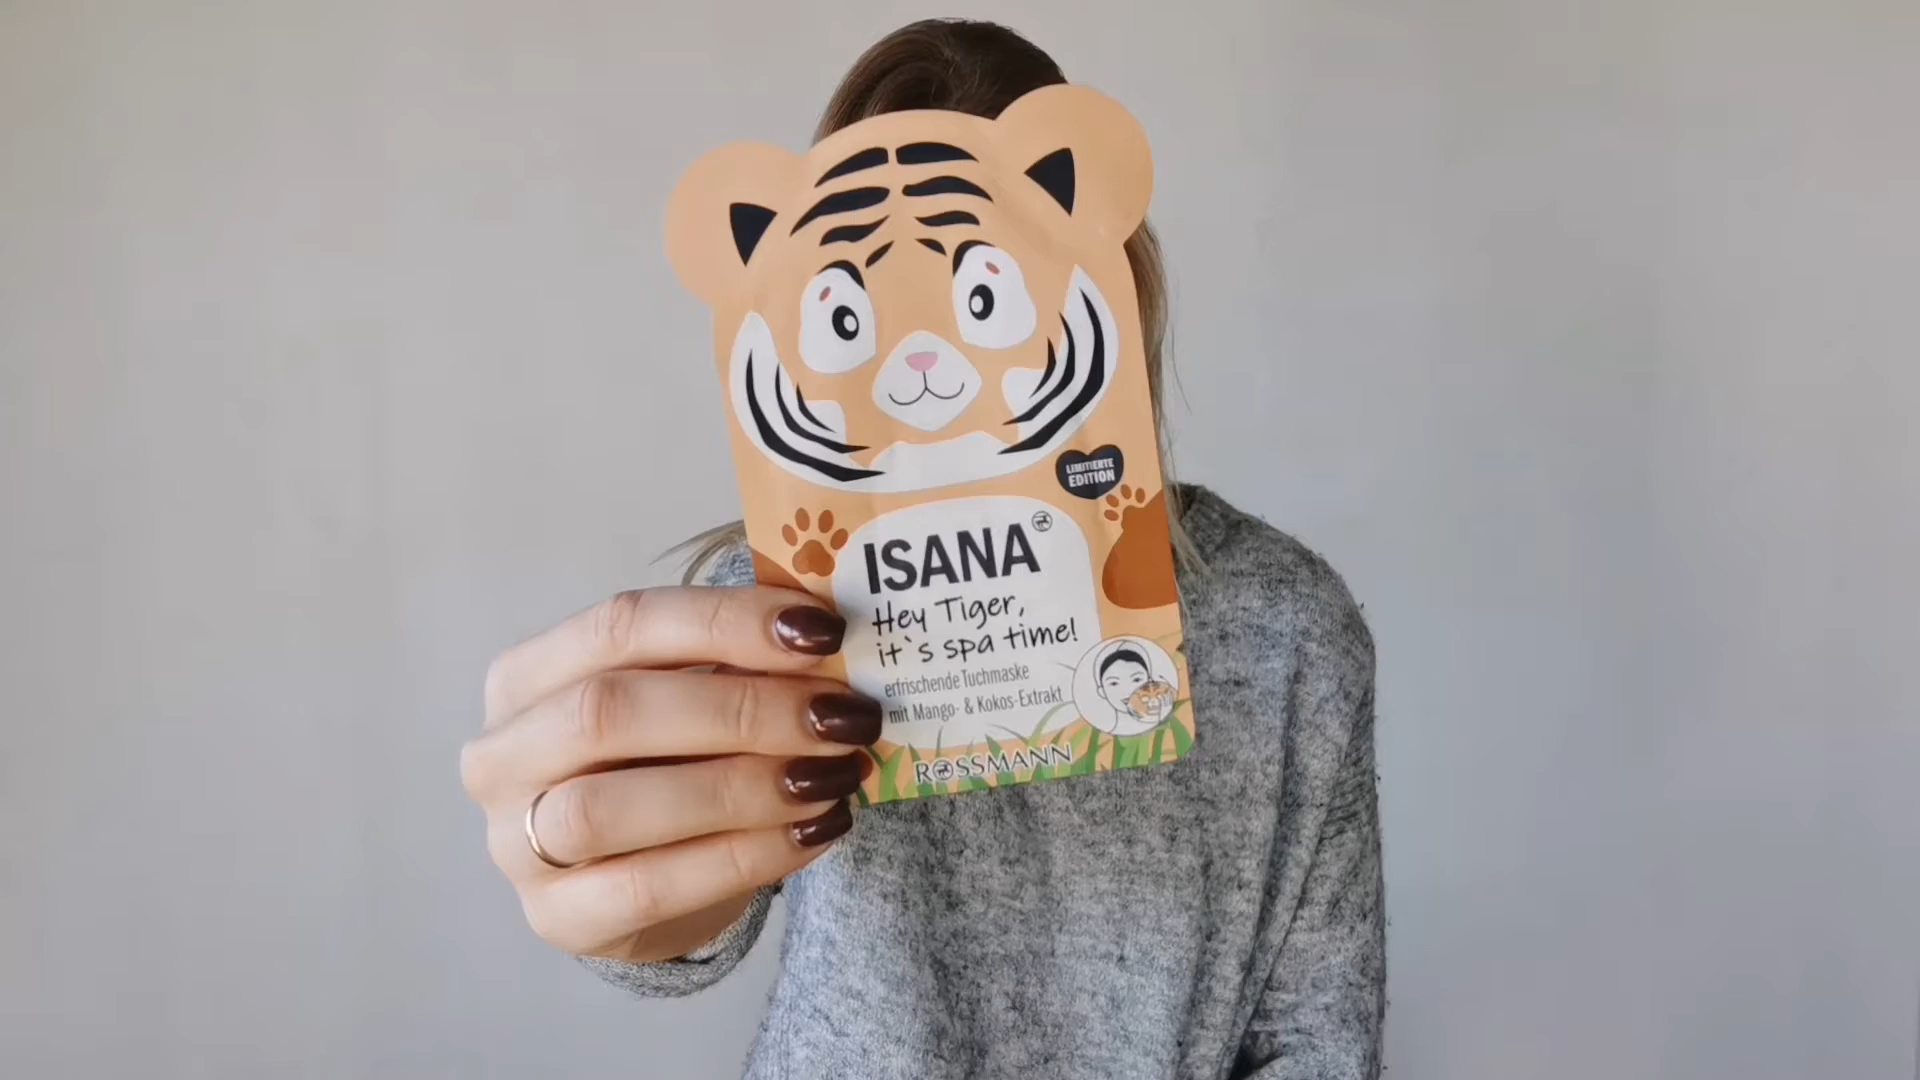 LIMITIERTE
EDITION
ISANA
Hey Tiger,
it`s spa time!
erfrischende Tuchmaske
mit Mango- & Kokos-Extrakt
ROSSMANN